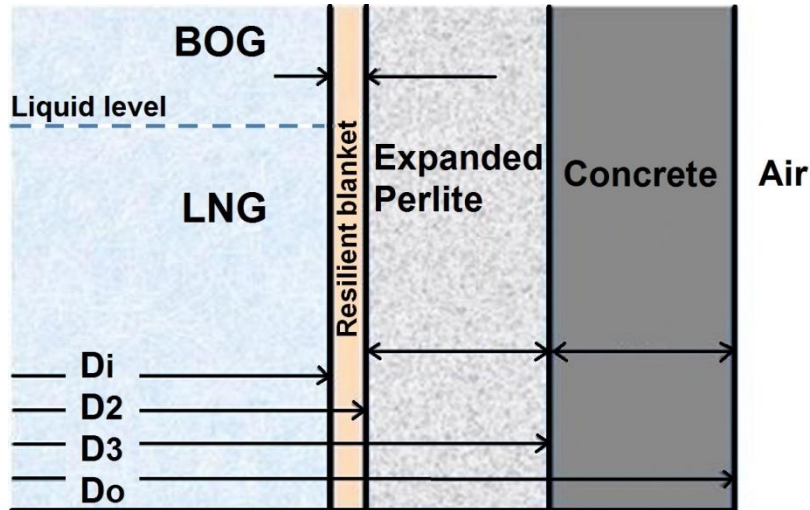 BOG
Liquid level
LNG
Resilient blanket
Expanded
Perlite
Concrete
Air
Di
D2
D3
Do